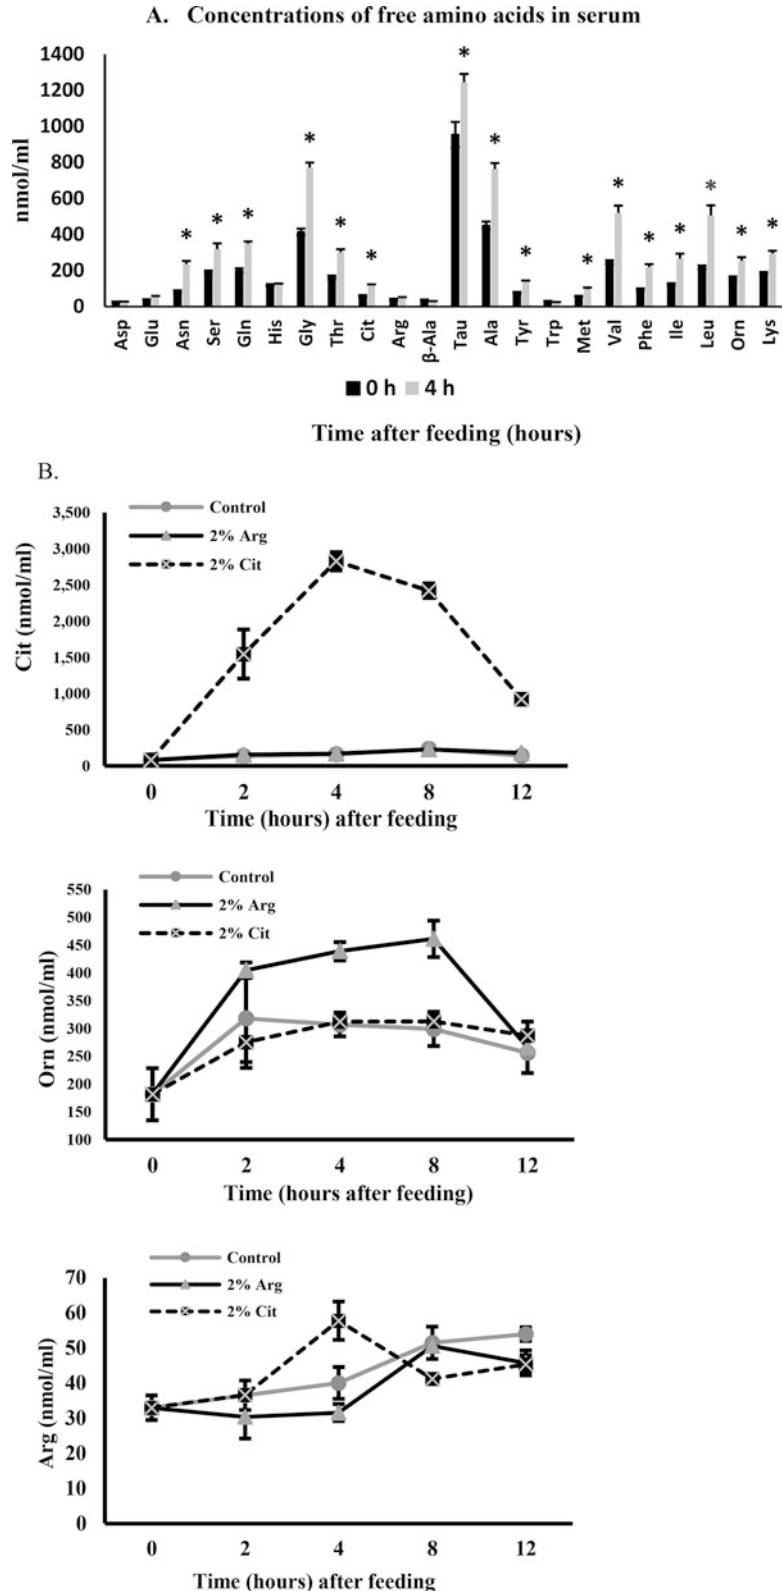 A. Concentrations of free amino acids in serum
nmol/ml
1400
1200
1000
800
600
400
200
0
* * * * * * * * * * * * * * * *
Asp Glu Asn Ser Gln His Gly Thr Cit Arg β-Ala Tau Ala Tyr Trp Met Val Phe Ile Leu Orn Lys
0 h 4 h
Time after feeding (hours)
B.
Control
2% Arg
2% Cit
Cit (nmol/ml)
3,500
3,000
2,500
2,000
1,500
1,000
500
0
0 2 4 8 12
Time (hours) after feeding
Control
2% Arg
2% Cit
Orn (nmol/ml)
550
500
450
400
350
300
250
200
150
100
0 2 4 8 12
Time (hours after feeding)
Control
2% Arg
2% Cit
Arg (nmol/ml)
70
60
50
40
30
20
10
0
0 2 4 8 12
Time (hours) after feeding